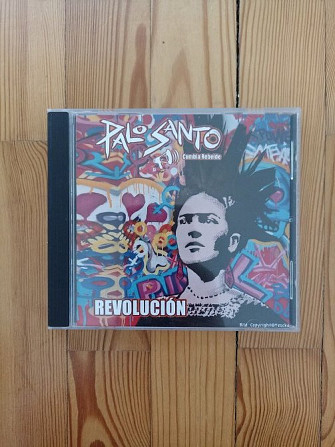 PALO SANTO
Cumbia Rebelde
REVOLUCIÓN